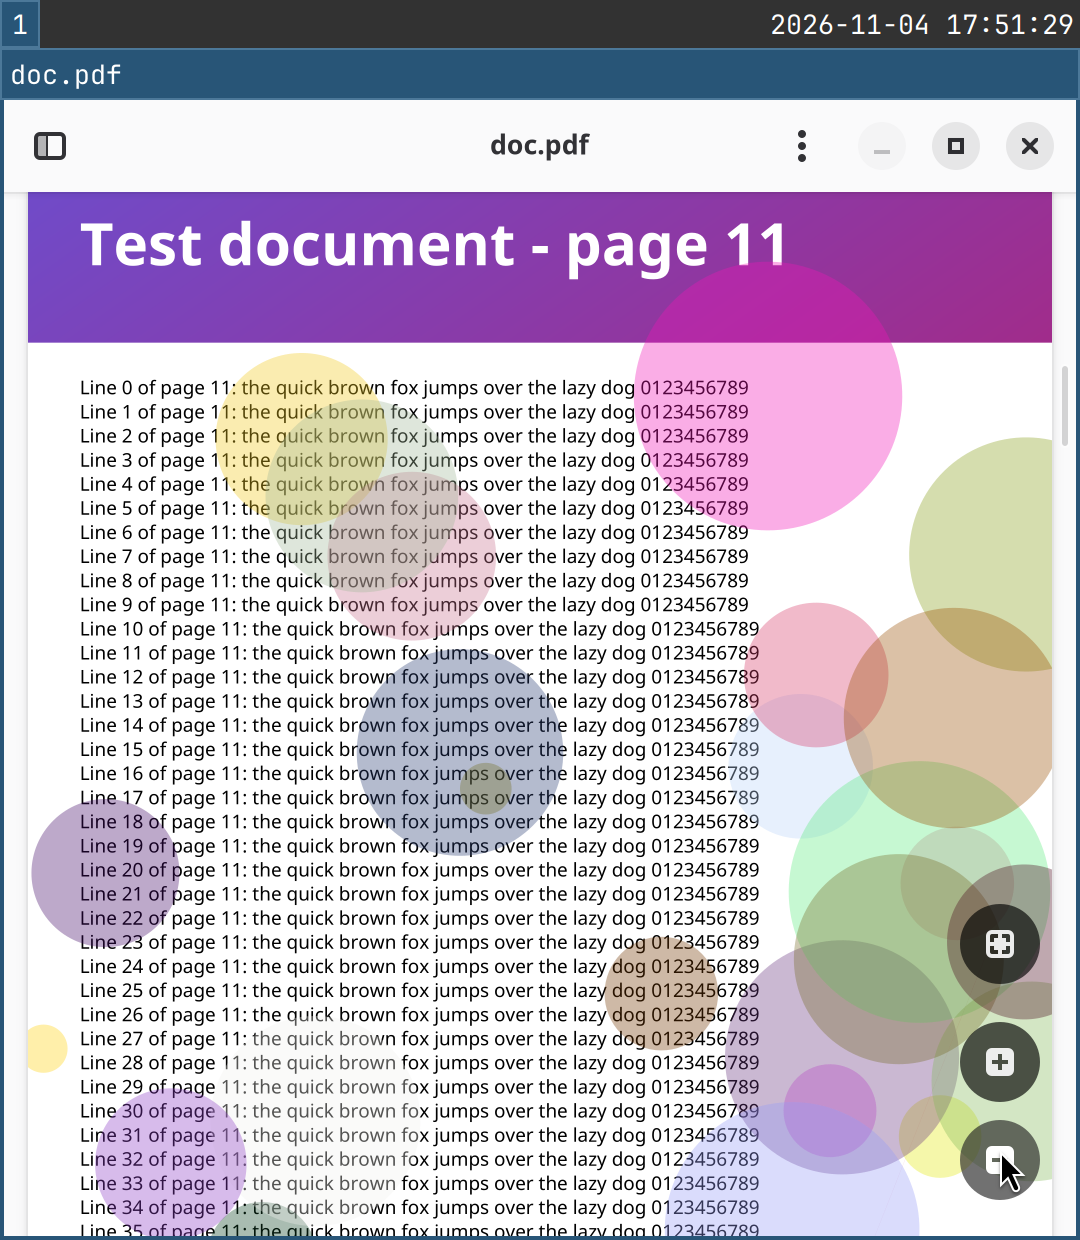 1 2026-11-04 17:51:29
doc.pdf
doc.pdf
Test document - page 11
Line 0 of page 11: the quick brown fox jumps over the lazy dog 0123456789
Line 1 of page 11: the quick brown fox jumps over the lazy dog 0123456789
Line 2 of page 11: the quick brown fox jumps over the lazy dog 0123456789
Line 3 of page 11: the quick brown fox jumps over the lazy dog 0123456789
Line 4 of page 11: the quick brown fox jumps over the lazy dog 0123456789
Line 5 of page 11: the quick brown fox jumps over the lazy dog 0123456789
Line 6 of page 11: the quick brown fox jumps over the lazy dog 0123456789
Line 7 of page 11: the quick brown fox jumps over the lazy dog 0123456789
Line 8 of page 11: the quick brown fox jumps over the lazy dog 0123456789
Line 9 of page 11: the quick brown fox jumps over the lazy dog 0123456789
Line 10 of page 11: the quick brown fox jumps over the lazy dog 0123456789
Line 11 of page 11: the quick brown fox jumps over the lazy dog 0123456789
Line 12 of page 11: the quick brown fox jumps over the lazy dog 0123456789
Line 13 of page 11: the quick brown fox jumps over the lazy dog 0123456789
Line 14 of page 11: the quick brown fox jumps over the lazy dog 0123456789
Line 15 of page 11: the quick brown fox jumps over the lazy dog 0123456789
Line 16 of page 11: the quick brown fox jumps over the lazy dog 0123456789
Line 17 of page 11: the quick brown fox jumps over the lazy dog 0123456789
Line 18 of page 11: the quick brown fox jumps over the lazy dog 0123456789
Line 19 of page 11: the quick brown fox jumps over the lazy dog 0123456789
Line 20 of page 11: the quick brown fox jumps over the lazy dog 0123456789
Line 21 of page 11: the quick brown fox jumps over the lazy dog 0123456789
Line 22 of page 11: the quick brown fox jumps over the lazy dog 0123456789
Line 23 of page 11: the quick brown fox jumps over the lazy dog 0123456789
Line 24 of page 11: the quick brown fox jumps over the lazy dog 0123456789
Line 25 of page 11: the quick brown fox jumps over the lazy dog 0123456789
Line 26 of page 11: the quick brown fox jumps over the lazy dog 0123456789
Line 27 of page 11: the quick brown fox jumps over the lazy dog 0123456789
Line 28 of page 11: the quick brown fox jumps over the lazy dog 0123456789
Line 29 of page 11: the quick brown fox jumps over the lazy dog 0123456789
Line 30 of page 11: the quick brown fox jumps over the lazy dog 0123456789
Line 31 of page 11: the quick brown fox jumps over the lazy dog 0123456789
Line 32 of page 11: the quick brown fox jumps over the lazy dog 0123456789
Line 33 of page 11: the quick brown fox jumps over the lazy dog 0123456789
Line 34 of page 11: the quick brown fox jumps over the lazy dog 0123456789
Line 35 of page 11: the quick brown fox jumps over the lazy dog 0123456789